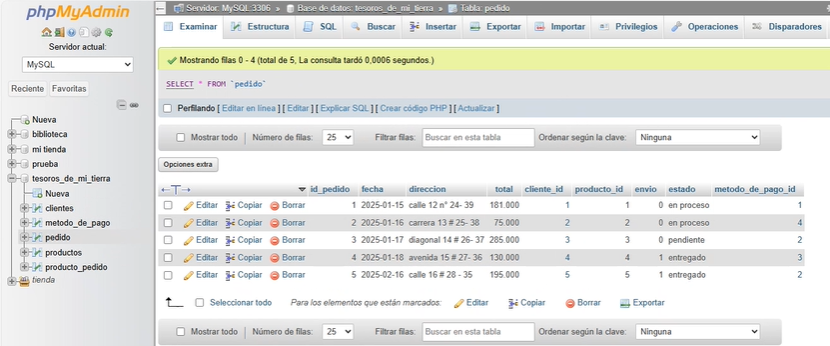 phpMyAdmin
Servidor actual:
MySQL
Reciente Favoritas
Nueva
biblioteca
mi tienda
prueba
tesoros_de_mi_tierra
Nueva
clientes
metodo_de_pago
pedido
productos
producto_pedido
tienda
Servidor: MySQL:3306 » Base de datos: tesoros_de_mi_tierra » Tabla: pedido
Examinar Estructura SQL Buscar Insertar Exportar Importar Privilegios Operaciones Disparadores
Mostrando filas 0 - 4 (total de 5, La consulta tardó 0,0006 segundos.)
SELECT * FROM `pedido`
Perfilando [ Editar en línea ] [ Editar ] [ Explicar SQL ] [ Crear código PHP ] [ Actualizar ]
Mostrar todo Número de filas: 25 Filtrar filas: Buscar en esta tabla Ordenar según la clave: Ninguna
Opciones extra
←T→ id_pedido fecha direccion total cliente_id producto_id envio estado metodo_de_pago_id
Editar Copiar Borrar 1 2025-01-15 calle 12 n° 24- 39 181.000 1 1 0 en proceso 1
Editar Copiar Borrar 2 2025-01-16 carrera 13 # 25- 38 75.000 2 2 0 en proceso 4
Editar Copiar Borrar 3 2025-01-17 diagonal 14 # 26- 37 285.000 3 3 0 pendiente 2
Editar Copiar Borrar 4 2025-01-18 avenida 15 # 27- 36 130.000 4 4 1 entregado 3
Editar Copiar Borrar 5 2025-02-16 calle 16 # 28 - 35 195.000 5 5 1 entregado 2
Seleccionar todo Para los elementos que están marcados: Editar Copiar Borrar Exportar
Mostrar todo Número de filas: 25 Filtrar filas: Buscar en esta tabla Ordenar según la clave: Ninguna